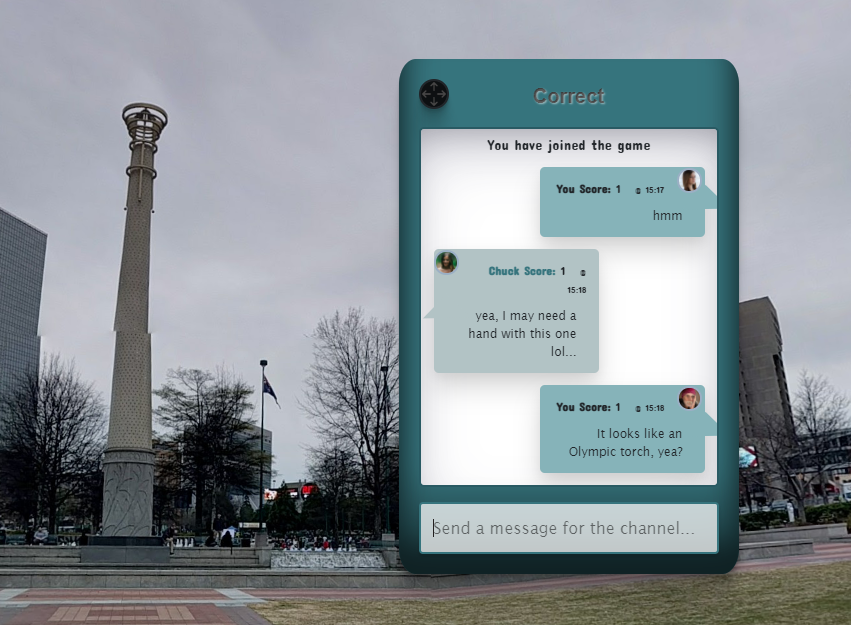 Correct
You have joined the game
You Score: 1 15:17
hmm
Chuck Score: 1
15:18
yea, I may need a
hand with this one
lol...
You Score: 1 15:18
It looks like an
Olympic torch, yea?
Send a message for the channel...